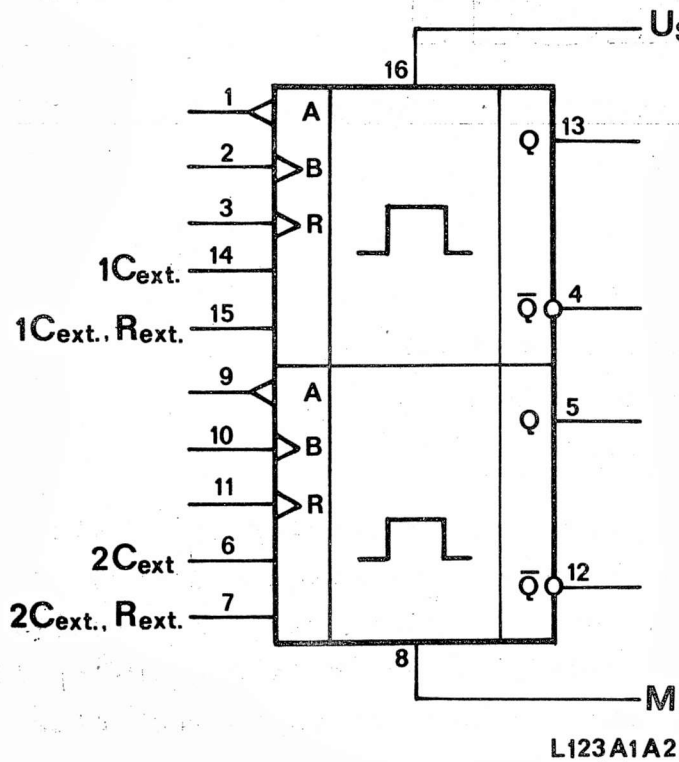 Us
16
1 A
13
Q
2 B
3 R
14
1Cext.
4
Q̅
15
1Cext., Rext.
9 A
5
Q
10 B
11 R
6
2Cext
12
Q̅
7
2Cext., Rext.
8
M
L123A1A2